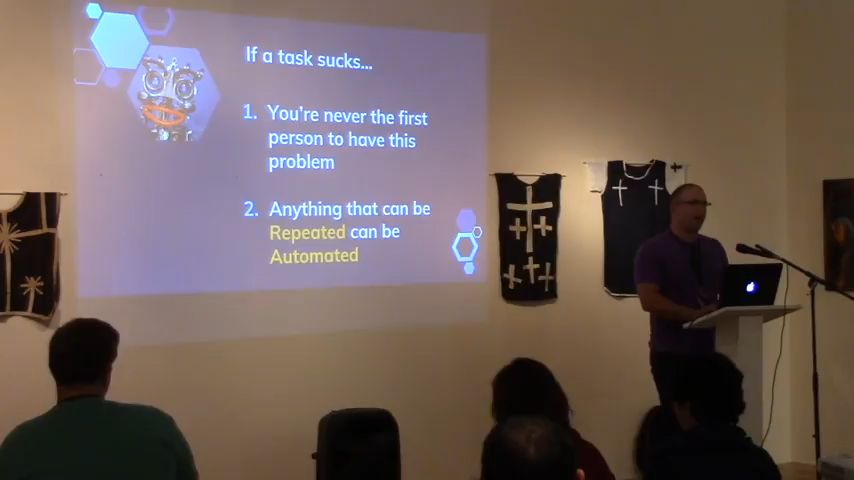 If a task sucks...
1. You're never the first
person to have this
problem
2. Anything that can be
Repeated can be
Automated